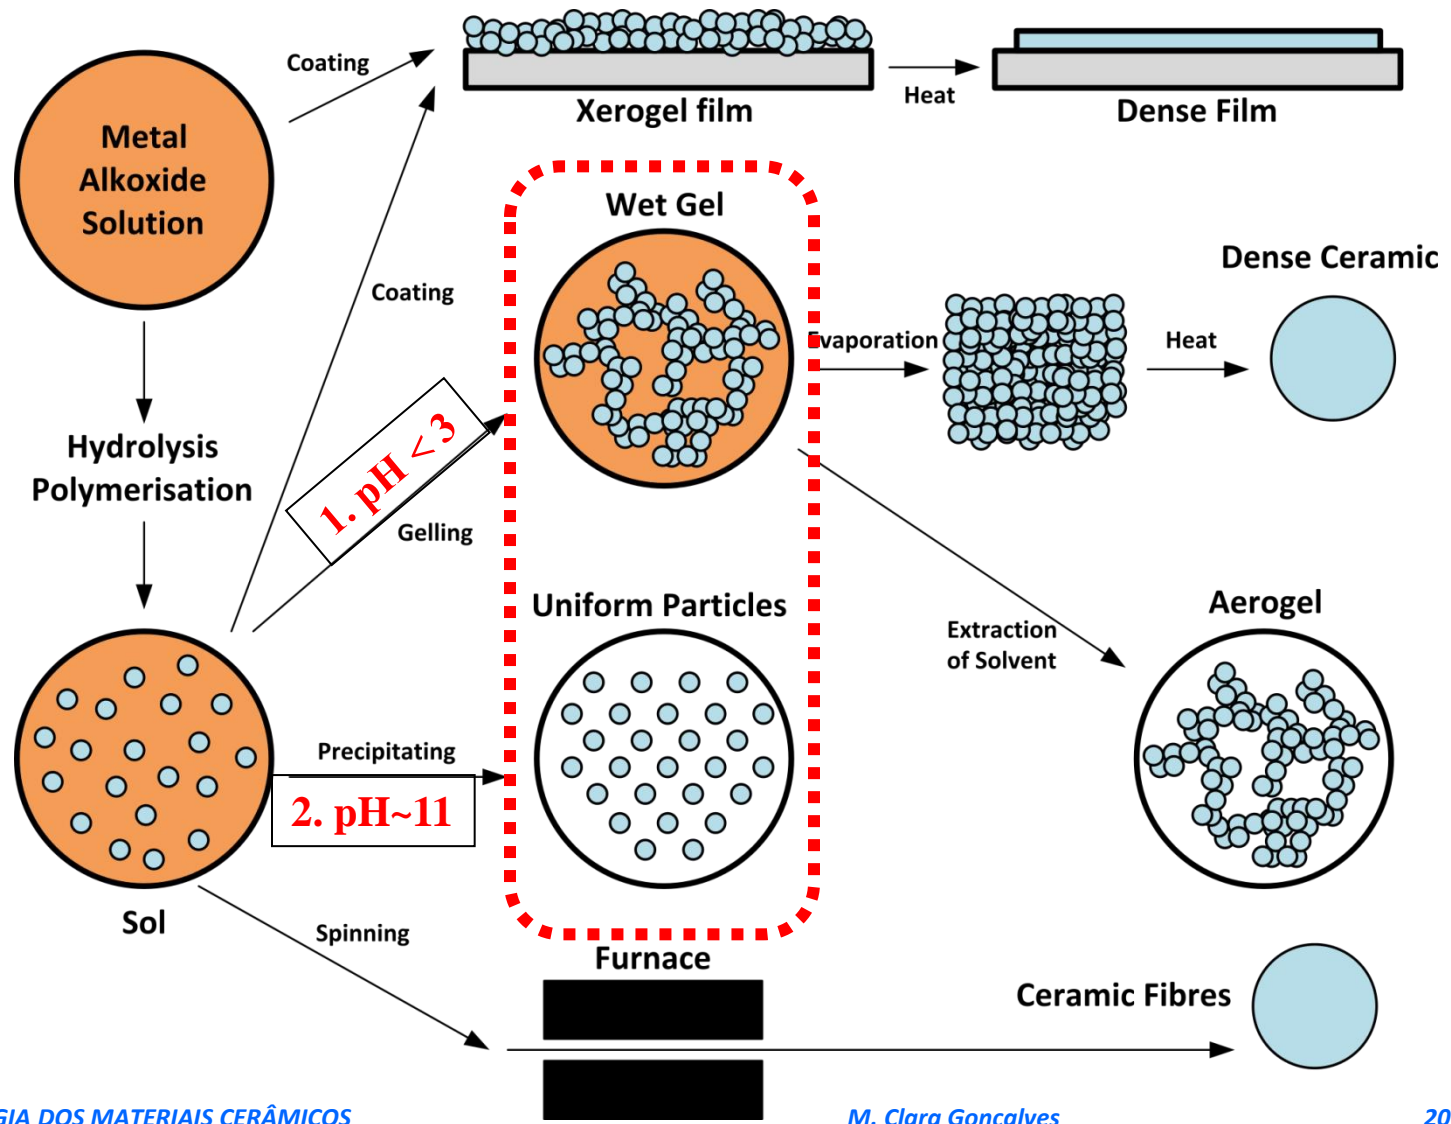 Coating
Heat
Xerogel film
Dense Film
Metal
Alkoxide
Solution
Wet Gel
Dense Ceramic
Coating
Evaporation
Heat
Hydrolysis
Polymerisation
1. pH < 3
Gelling
Uniform Particles
Aerogel
Extraction
of Solvent
Precipitating
2. pH~11
Sol
Spinning
Furnace
Ceramic Fibres
GIA DOS MATERIAIS CERÂMICOS
M. Clara Gonçalves
20